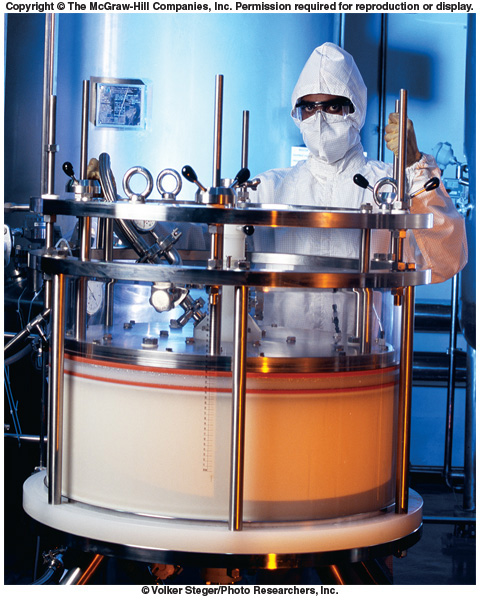 Copyright © The McGraw-Hill Companies, Inc. Permission required for reproduction or display.
© Volker Steger/Photo Researchers, Inc.